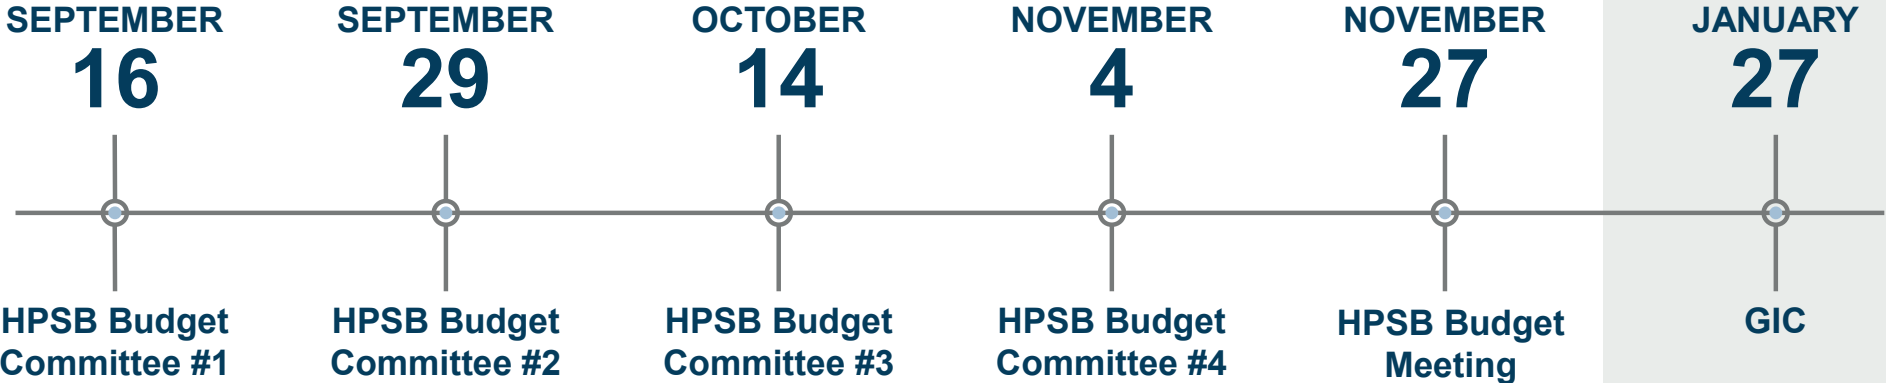 SEPTEMBER
16
HPSB Budget
Committee #1
SEPTEMBER
29
HPSB Budget
Committee #2
OCTOBER
14
HPSB Budget
Committee #3
NOVEMBER
4
HPSB Budget
Committee #4
NOVEMBER
27
HPSB Budget
Meeting
JANUARY
27
GIC